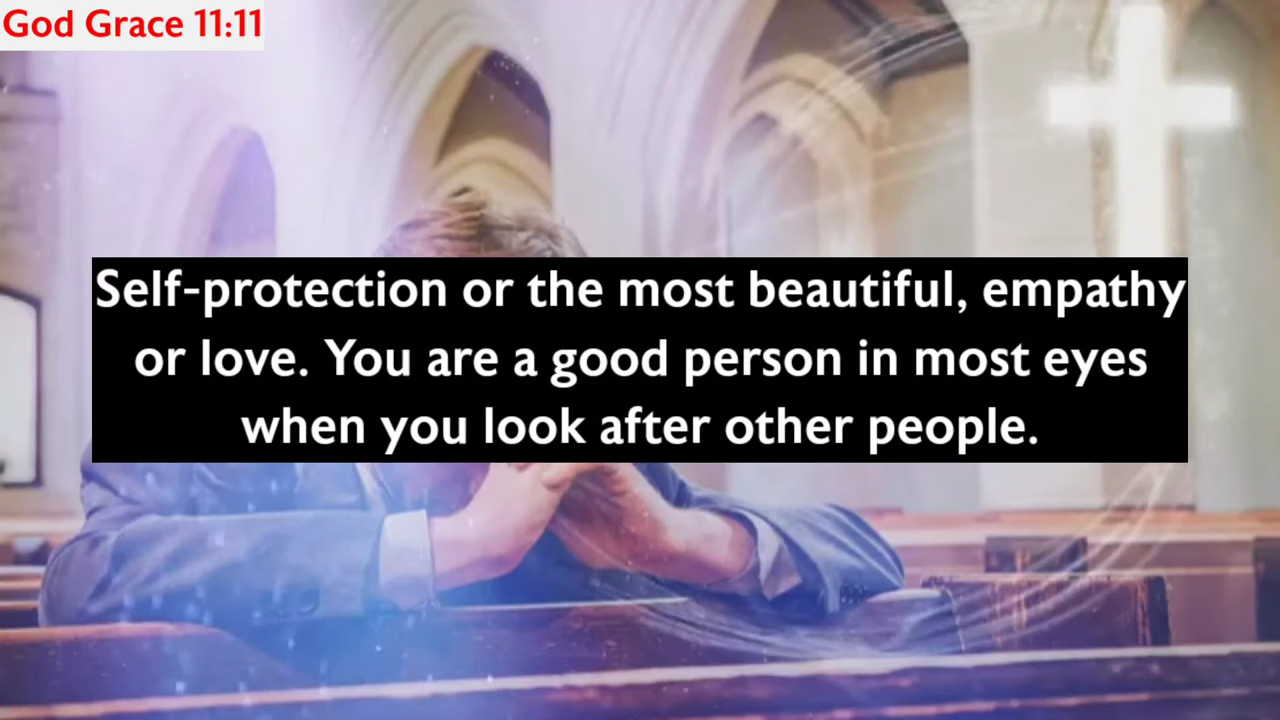 God Grace 11:11
Self-protection or the most beautiful, empathy
or love. You are a good person in most eyes
when you look after other people.